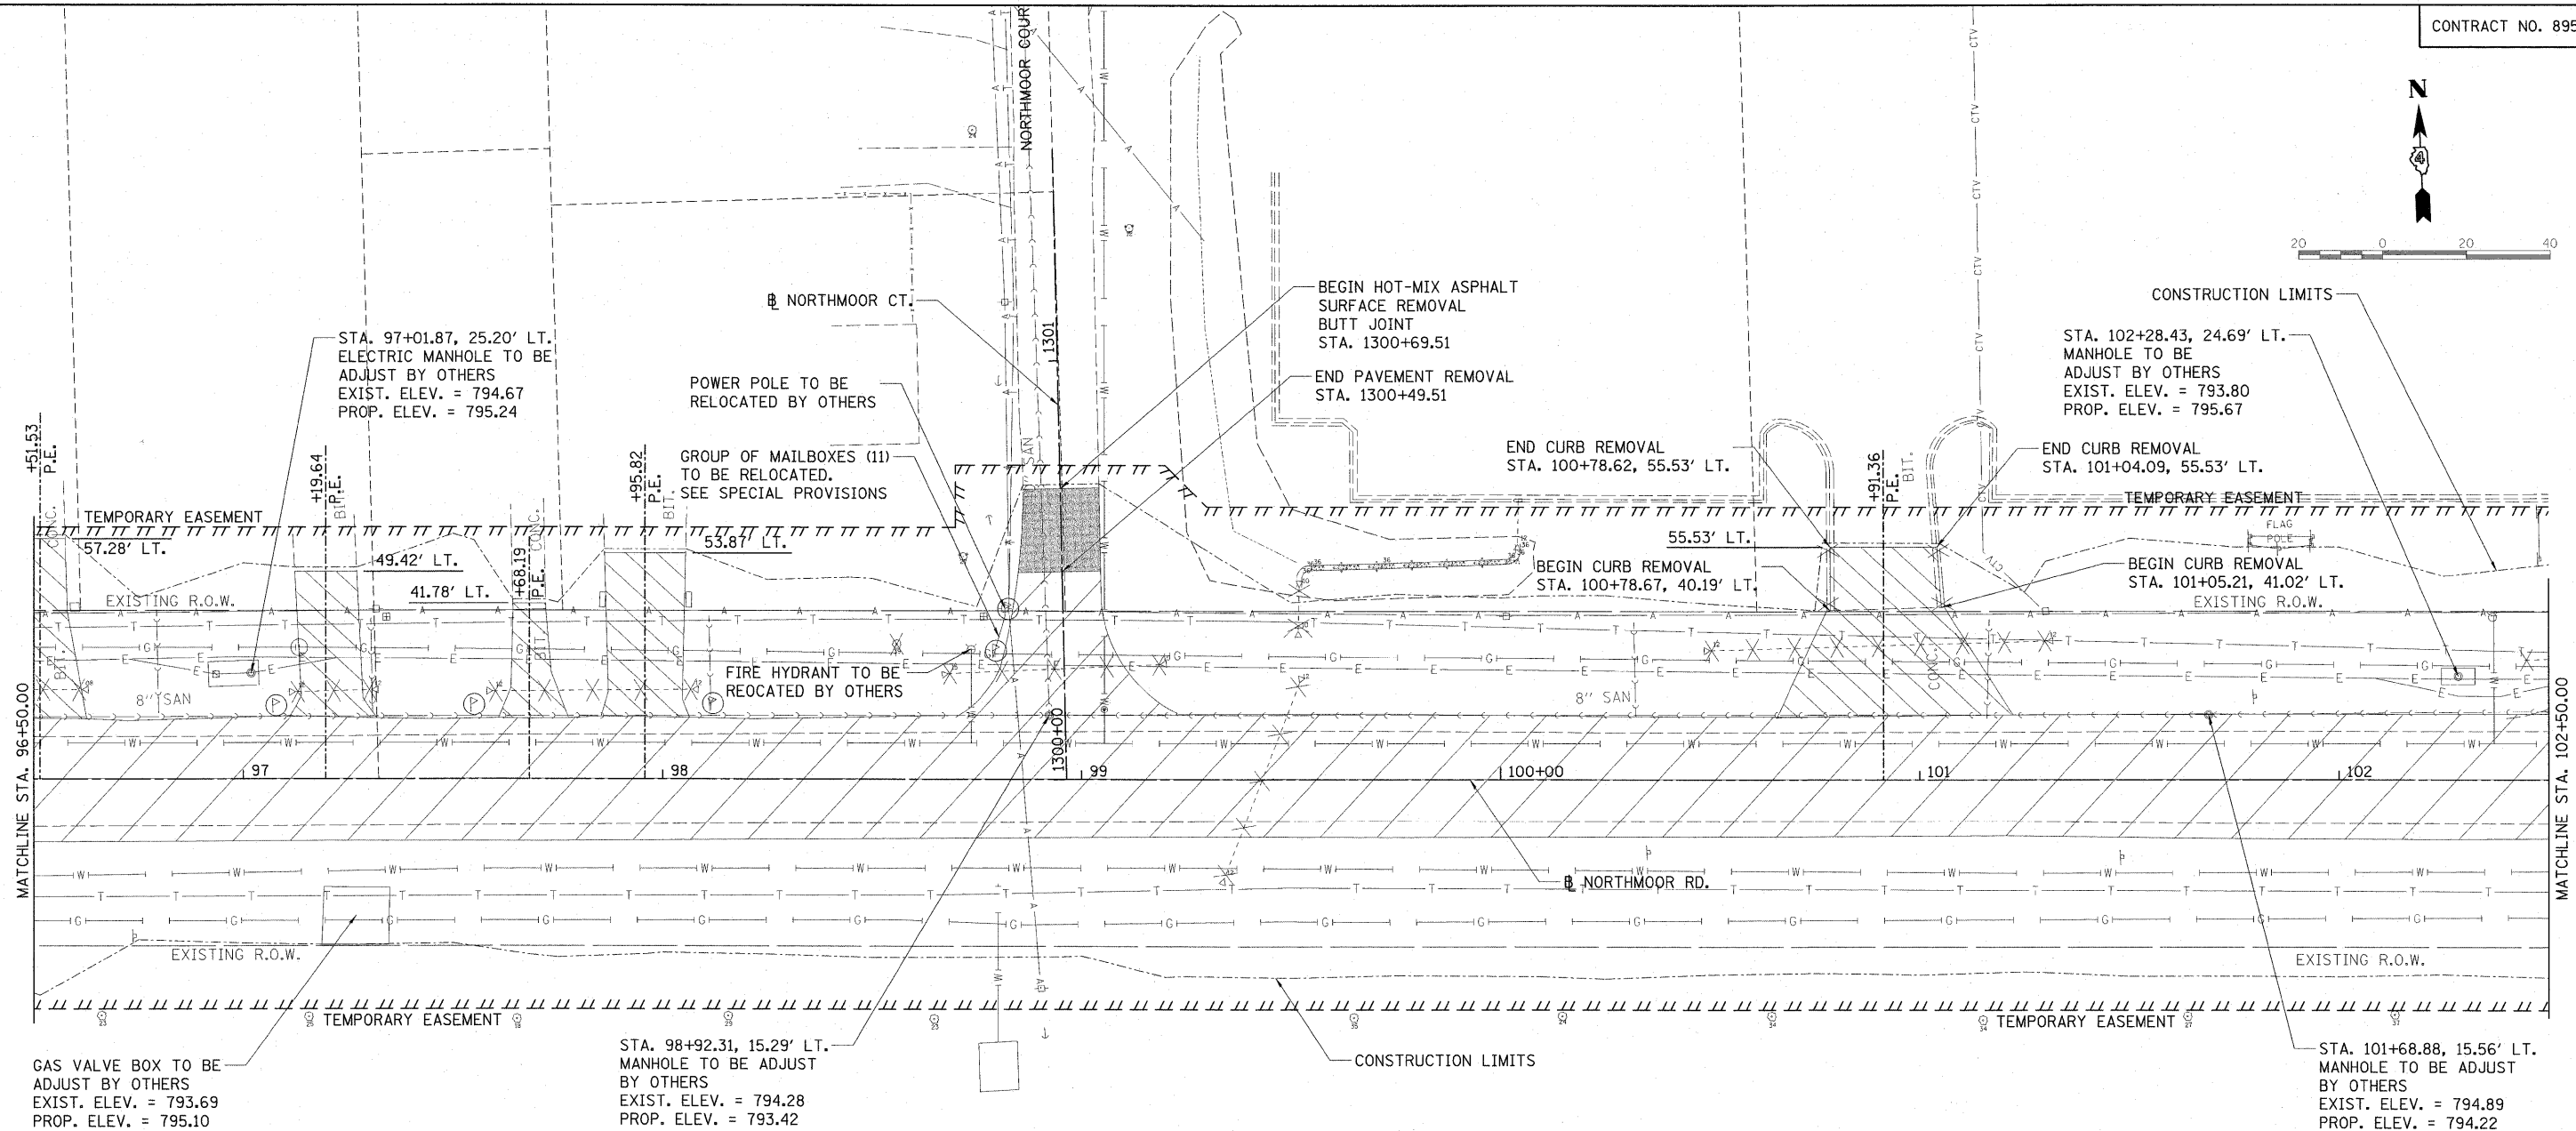 CONTRACT NO. 895
N
4
20 0 20 40
NORTHMOOR COUR
℄ NORTHMOOR CT.
1301
BEGIN HOT-MIX ASPHALT
SURFACE REMOVAL
BUTT JOINT
STA. 1300+69.51
END PAVEMENT REMOVAL
STA. 1300+49.51
CONSTRUCTION LIMITS
STA. 102+28.43, 24.69' LT.
MANHOLE TO BE
ADJUST BY OTHERS
EXIST. ELEV. = 793.80
PROP. ELEV. = 795.67
STA. 97+01.87, 25.20' LT.
ELECTRIC MANHOLE TO BE
ADJUST BY OTHERS
EXIST. ELEV. = 794.67
PROP. ELEV. = 795.24
POWER POLE TO BE
RELOCATED BY OTHERS
GROUP OF MAILBOXES (11)
TO BE RELOCATED.
SEE SPECIAL PROVISIONS
END CURB REMOVAL
STA. 100+78.62, 55.53' LT.
END CURB REMOVAL
STA. 101+04.09, 55.53' LT.
+51.53
P.E.
+19.64
P.E.
BIT.
+95.82
P.E.
BIT.
+91.36
P.E.
BIT.
SAN
CTV
TEMPORARY EASEMENT
TEMPORARY EASEMENT
CONC.
57.28' LT.
49.42' LT.
41.78' LT.
+68.19
P.E.
CONC.
BIT.
53.87' LT.
55.53' LT.
FLAG
POLE
BEGIN CURB REMOVAL
STA. 100+78.67, 40.19' LT.
BEGIN CURB REMOVAL
STA. 101+05.21, 41.02' LT.
EXISTING R.O.W.
EXISTING R.O.W.
BIT.
CONC.
8" SAN
FIRE HYDRANT TO BE
REOCATED BY OTHERS
8" SAN
97
98
1300+00
99
100+00
101
102
MATCHLINE STA. 96+50.00
MATCHLINE STA. 102+50.00
℄ NORTHMOOR RD.
EXISTING R.O.W.
EXISTING R.O.W.
TEMPORARY EASEMENT
TEMPORARY EASEMENT
GAS VALVE BOX TO BE
ADJUST BY OTHERS
EXIST. ELEV. = 793.69
PROP. ELEV. = 795.10
STA. 98+92.31, 15.29' LT.
MANHOLE TO BE ADJUST
BY OTHERS
EXIST. ELEV. = 794.28
PROP. ELEV. = 793.42
CONSTRUCTION LIMITS
STA. 101+68.88, 15.56' LT.
MANHOLE TO BE ADJUST
BY OTHERS
EXIST. ELEV. = 794.89
PROP. ELEV. = 794.22